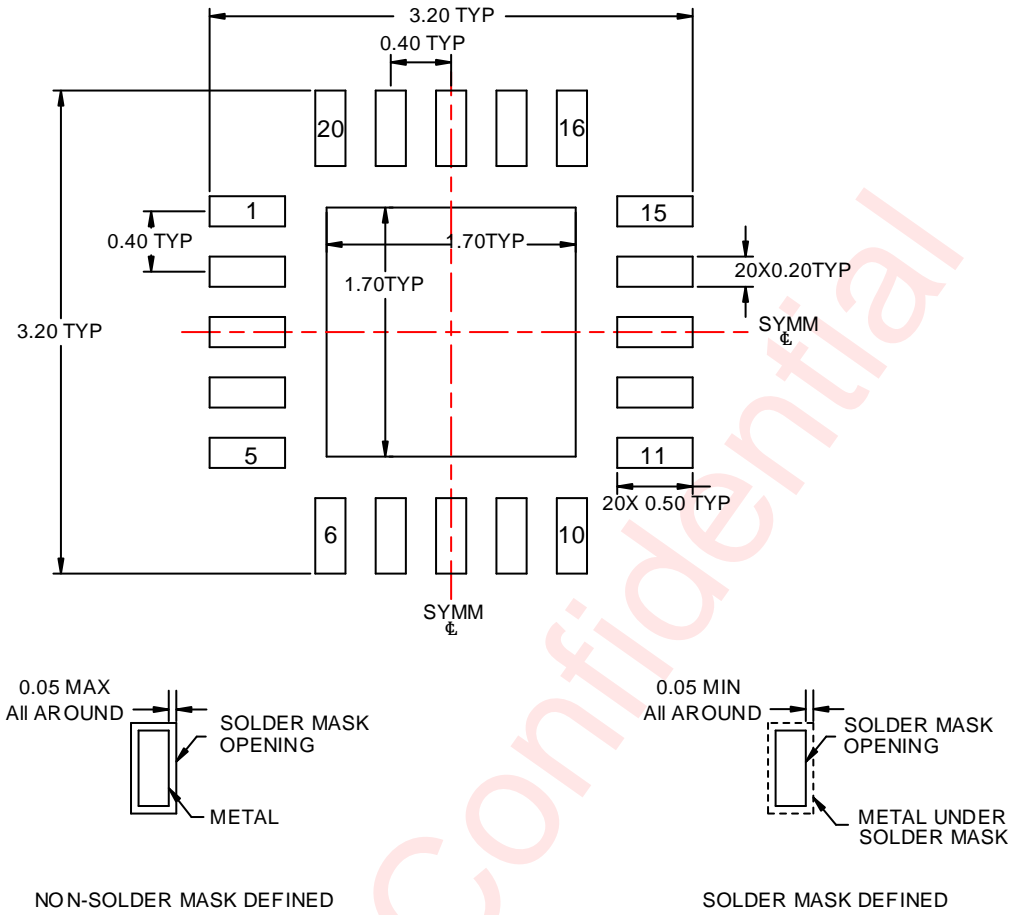 3.20 TYP
0.40 TYP
20
16
1
15
0.40 TYP
1.70TYP
20X0.20TYP
1.70TYP
3.20 TYP
SYMM
℄
5
11
20X 0.50 TYP
6
10
SYMM
℄
0.05 MAX
All AROUND
SOLDER MASK
OPENING
METAL
NON-SOLDER MASK DEFINED
0.05 MIN
All AROUND
SOLDER MASK
OPENING
METAL UNDER
SOLDER MASK
SOLDER MASK DEFINED
Confidential